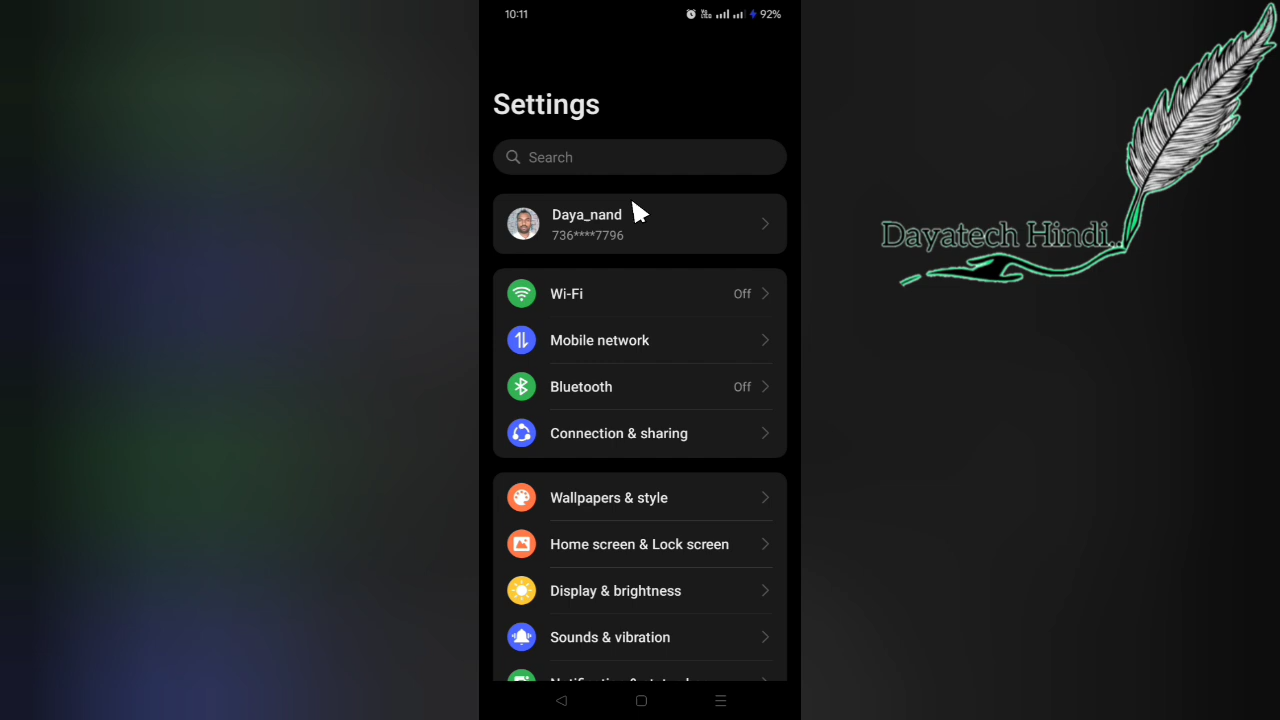 10:11
92%
Settings
Search
Daya_nand
736****7796
Wi-Fi Off
Mobile network
Bluetooth Off
Connection & sharing
Wallpapers & style
Home screen & Lock screen
Display & brightness
Sounds & vibration
Dayatech Hindi..